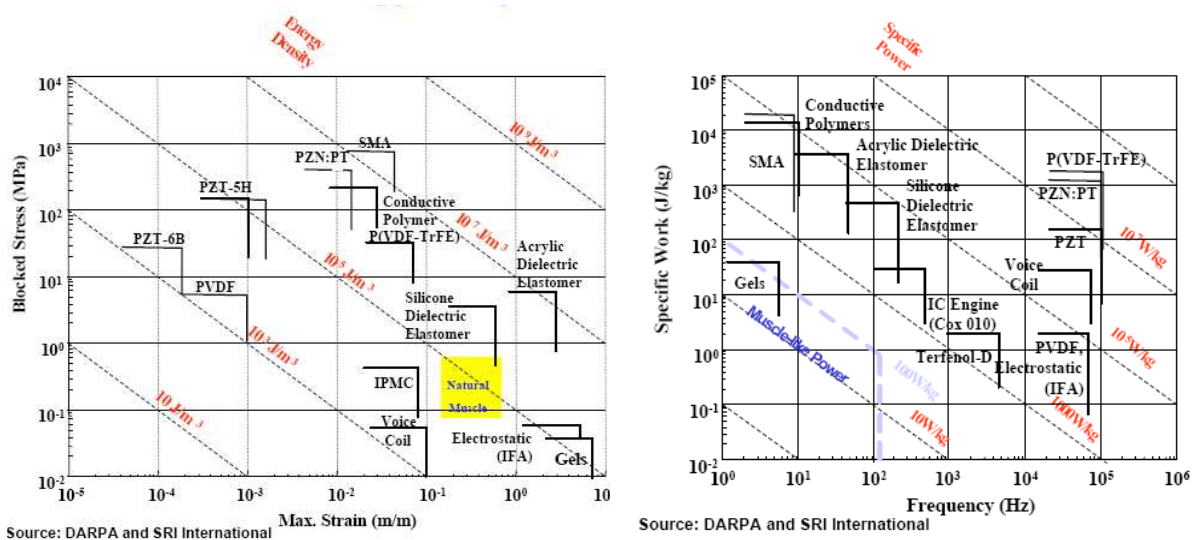 Energy
Density
10⁴
10³
10²
10¹
10⁰
10⁻¹
10⁻²
Blocked Stress (MPa)
10⁹J/m³
10⁷J/m³
10⁵J/m³
10³J/m³
10J/m³
SMA
PZN:PT
PZT-5H
Conductive
Polymer
P(VDF-TrFE)
PZT-6B
Acrylic
Dielectric
Elastomer
PVDF
Silicone
Dielectric
Elastomer
IPMC
Natural
Muscle
Voice
Coil
Electrostatic
(IFA)
Gels
10⁻⁵
10⁻⁴
10⁻³
10⁻²
10⁻¹
10⁰
10
Max. Strain (m/m)
Source: DARPA and SRI International
Specific
Power
10⁵
10⁴
10³
10²
10¹
10⁰
10⁻¹
10⁻²
Specific Work (J/kg)
Conductive
Polymers
SMA
Acrylic Dielectric
Elastomer
Silicone
Dielectric
Elastomer
P(VDF-TrFE)
PZN:PT
PZT
10⁷W/kg
Gels
Voice
Coil
IC Engine
(Cox 010)
Terfenol-D
PVDF,
Electrostatic
(IFA)
10⁵W/kg
Muscle-like Power
100W/kg
10W/kg
1000W/kg
10⁰
10¹
10²
10³
10⁴
10⁵
10⁶
Frequency (Hz)
Source: DARPA and SRI International